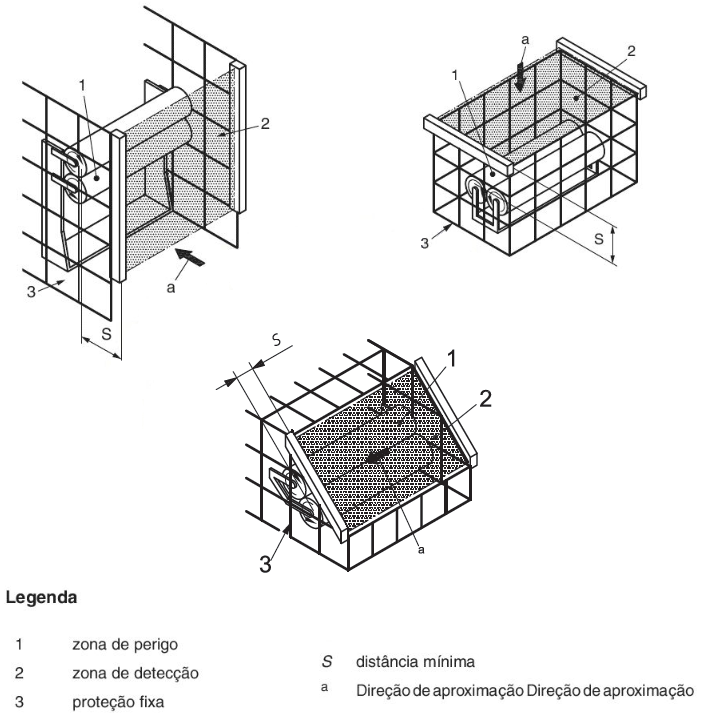 a
2
1
1
2
3
S
a
3
S
S
1
2
3
a
Legenda
1 zona de perigo
2 zona de detecção
3 proteção fixa
S distância mínima
a Direção de aproximação Direção de aproximação